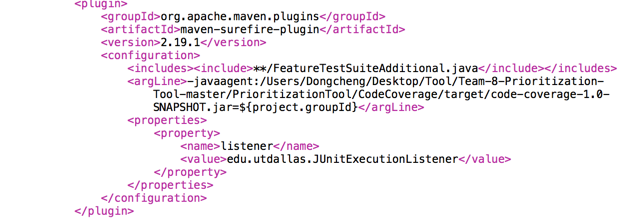 <plugin>
<groupId>org.apache.maven.plugins</groupId>
<artifactId>maven-surefire-plugin</artifactId>
<version>2.19.1</version>
<configuration>
<includes><include>**/FeatureTestSuiteAdditional.java</include></includes>
<argLine>-javaagent:/Users/Dongcheng/Desktop/Tool/Team-8-Prioritization-
Tool-master/PrioritizationTool/CodeCoverage/target/code-coverage-1.0-
SNAPSHOT.jar=${project.groupId}</argLine>
<properties>
<property>
<name>listener</name>
<value>edu.utdallas.JUnitExecutionListener</value>
</property>
</properties>
</configuration>
</plugin>